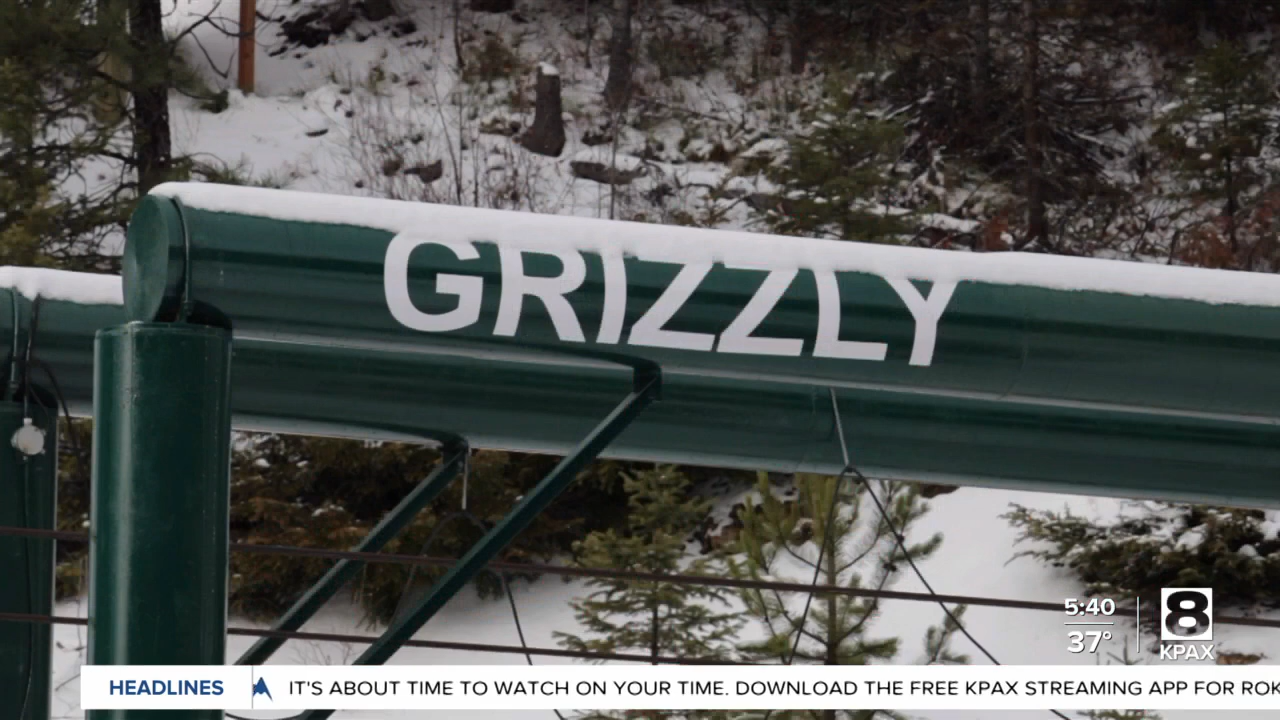 GRIZZLY
5:40
37°
8
KPAX
HEADLINES
IT'S ABOUT TIME TO WATCH ON YOUR TIME. DOWNLOAD THE FREE KPAX STREAMING APP FOR ROK